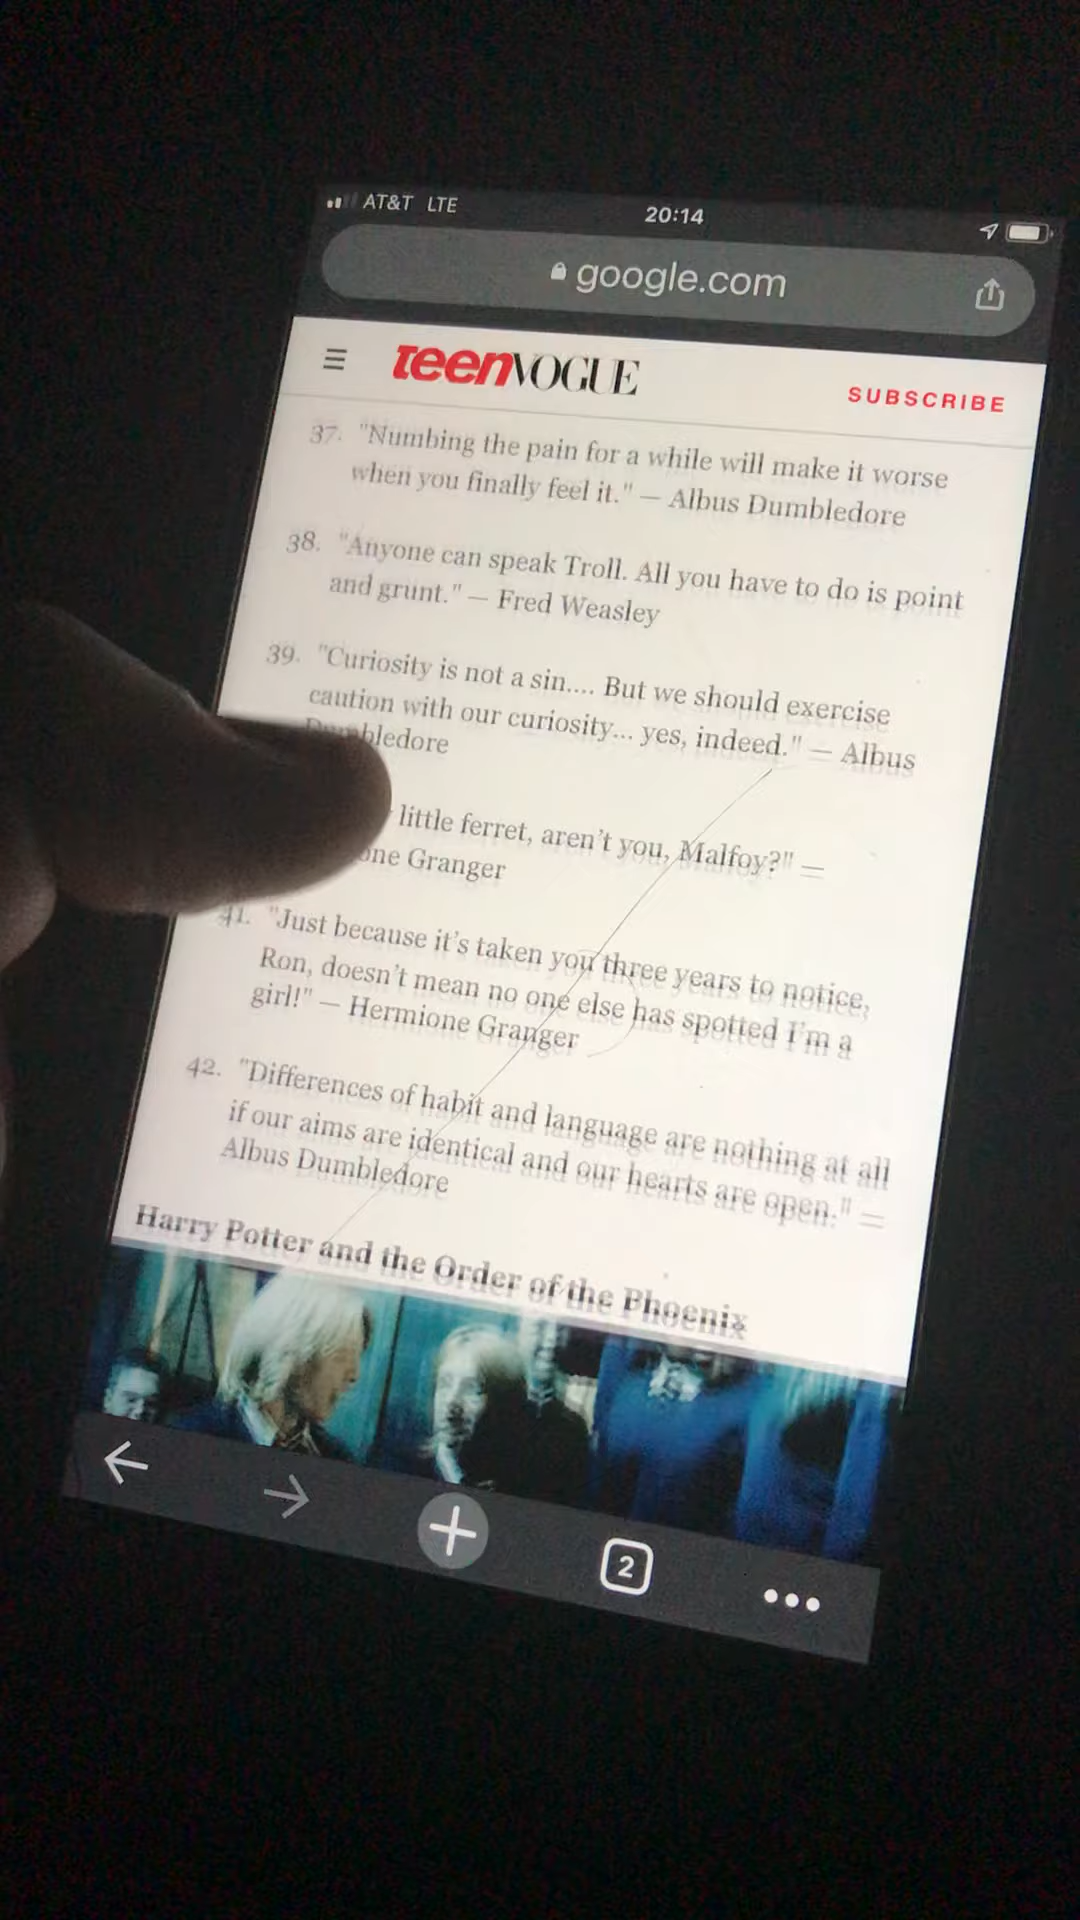 AT&T LTE 20:14
google.com
teenVOGUE SUBSCRIBE
37. "Numbing the pain for a while will make it worse
when you finally feel it." — Albus Dumbledore
38. "Anyone can speak Troll. All you have to do is point
and grunt." — Fred Weasley
39. "Curiosity is not a sin.... But we should exercise
caution with our curiosity... yes, indeed." — Albus
Dumbledore
little ferret, aren't you, Malfoy?" —
one Granger
41. "Just because it's taken you three years to notice,
Ron, doesn't mean no one else has spotted I'm a
girl!" — Hermione Granger
42. "Differences of habit and language are nothing at all
if our aims are identical and our hearts are open." —
Albus Dumbledore
Harry Potter and the Order of the Phoenix
2